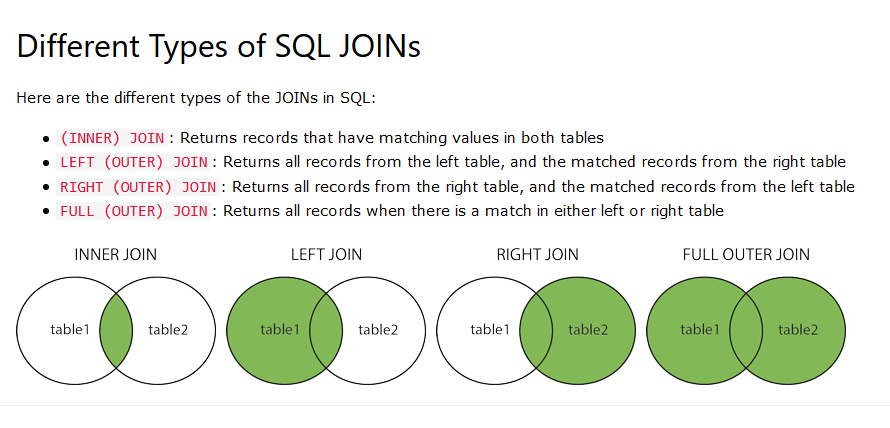 Different Types of SQL JOINs
Here are the different types of the JOINs in SQL:
(INNER) JOIN: Returns records that have matching values in both tables
LEFT (OUTER) JOIN: Returns all records from the left table, and the matched records from the right table
RIGHT (OUTER) JOIN: Returns all records from the right table, and the matched records from the left table
FULL (OUTER) JOIN: Returns all records when there is a match in either left or right table
INNER JOIN LEFT JOIN RIGHT JOIN FULL OUTER JOIN
table1 table2 table1 table2 table1 table2 table1 table2